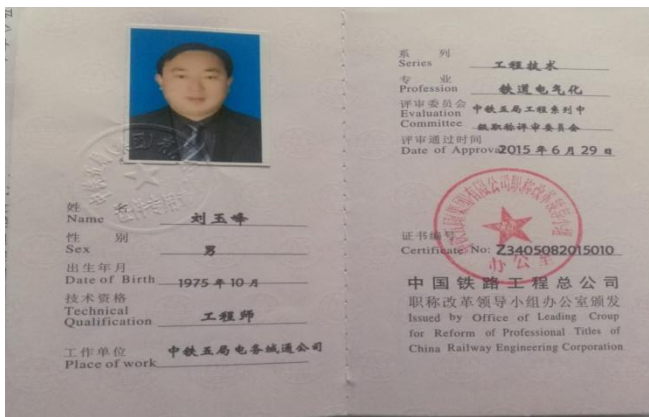 姓 名
Name 刘玉峰
性 别
Sex 男
出生年月
Date of Birth 1975年10月
技术资格
Technical
Qualification 工程师
工作单位
Place of work 中铁五局电务城通公司
系 列
Series 工程技术
专 业
Profession 铁道电气化
评审委员会
Evaluation 中铁五局工程系列中
Committee 级职称评审委员会
评审通过时间
Date of Approval 2015年6月29日
证书编号
Certificate No: Z3405082015010
办公室
中国铁路工程总公司
职称改革领导小组办公室颁发
Issued by Office of Leading Croup
for Reform of Professional Titles of
China Railway Engineering Corporation